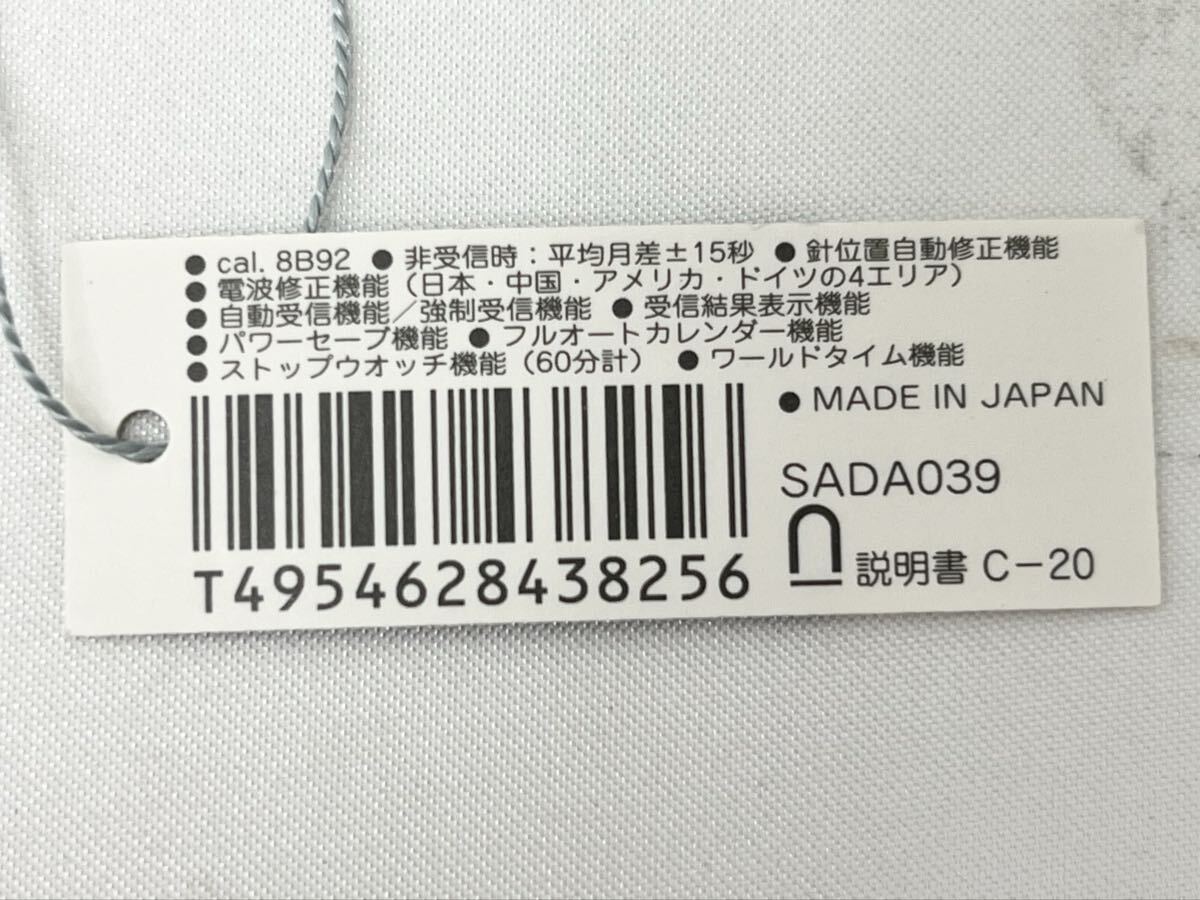 ● cal. 8B92 ● 非受信時：平均月差±15秒 ● 針位置自動修正機能
● 電波修正機能（日本・中国・アメリカ・ドイツの4エリア）
● 自動受信機能／強制受信機能 ● 受信結果表示機能
● パワーセーブ機能 ● フルオートカレンダー機能
● ストップウオッチ機能（60分計） ● ワールドタイム機能
● MADE IN JAPAN
SADA039
説明書 C-20
T4954628438256